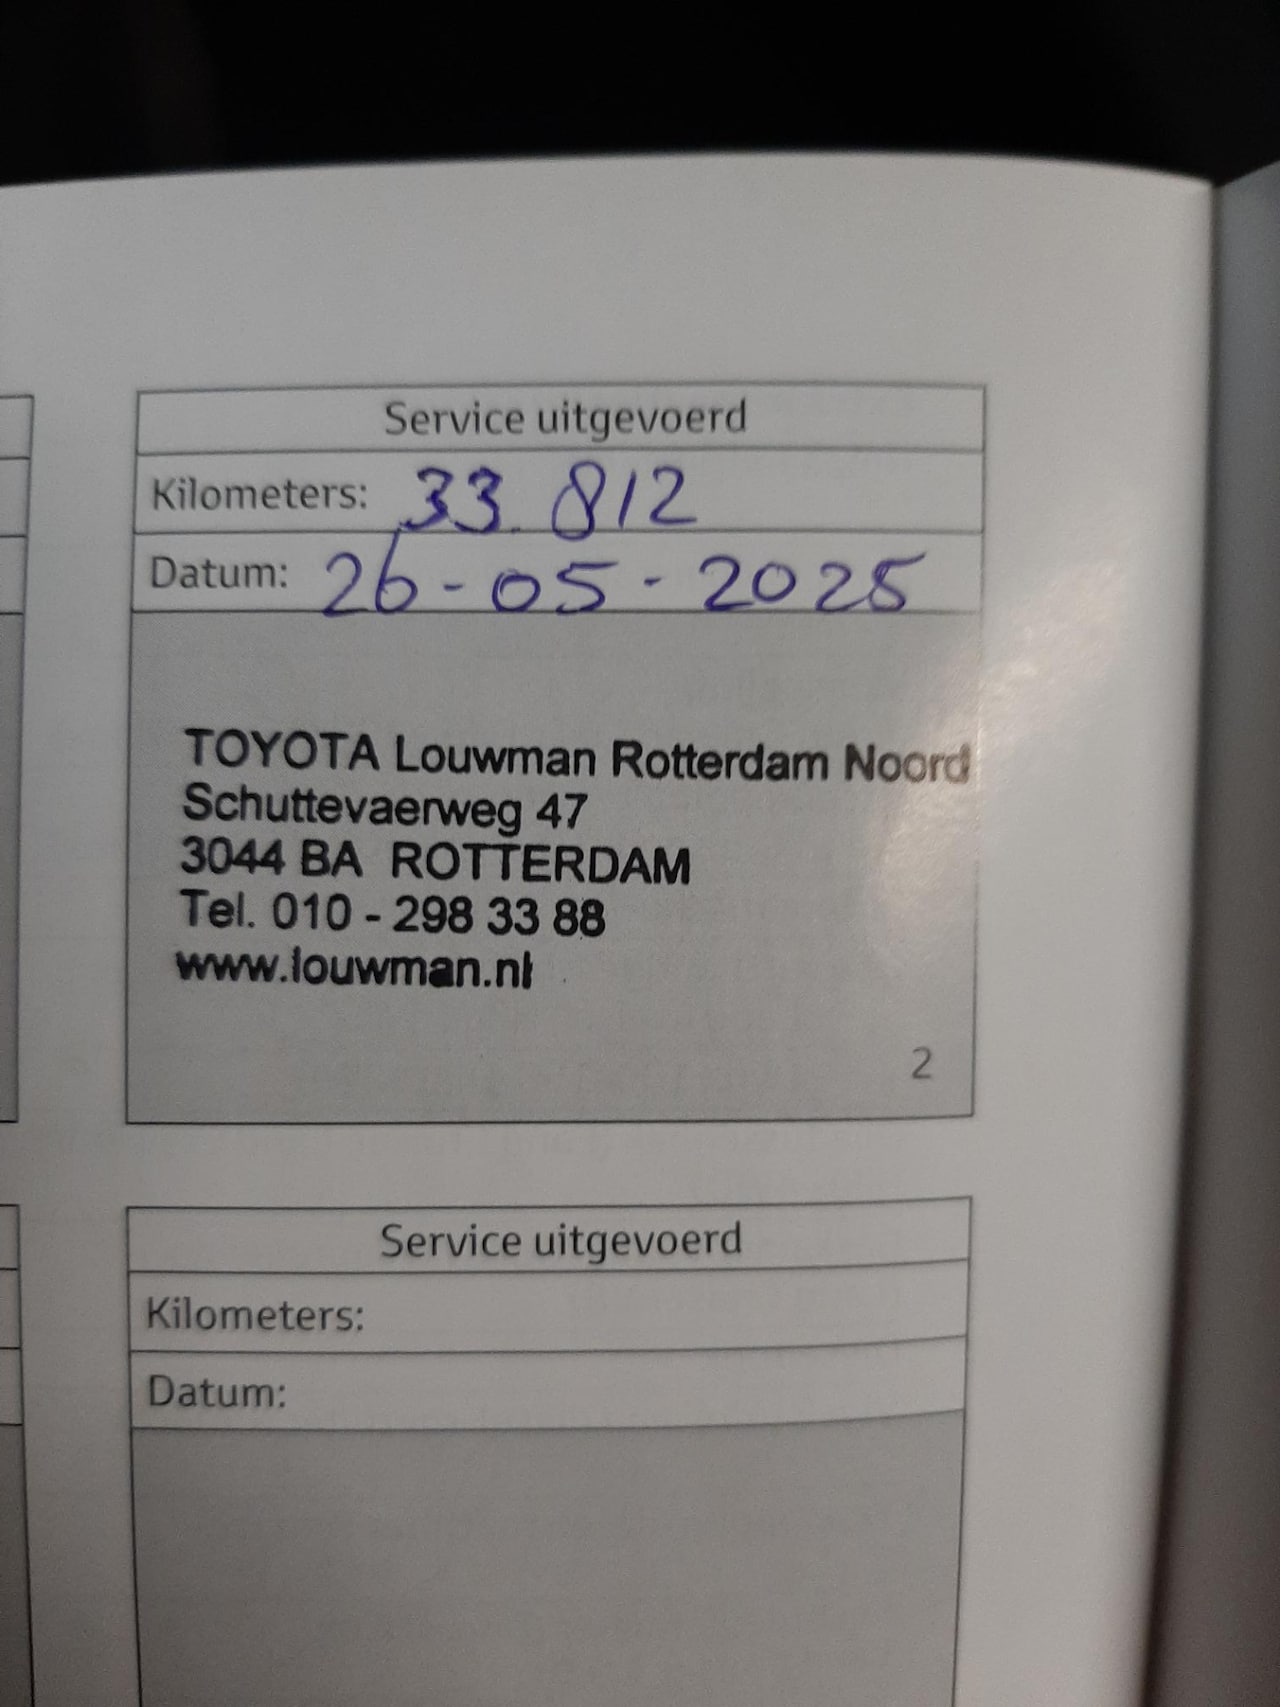 Service uitgevoerd
Kilometers: 33.812
Datum: 26-05-2025
TOYOTA Louwman Rotterdam Noord
Schuttevaerweg 47
3044 BA ROTTERDAM
Tel. 010 - 298 33 88
www.louwman.nl
2
Service uitgevoerd
Kilometers:
Datum: